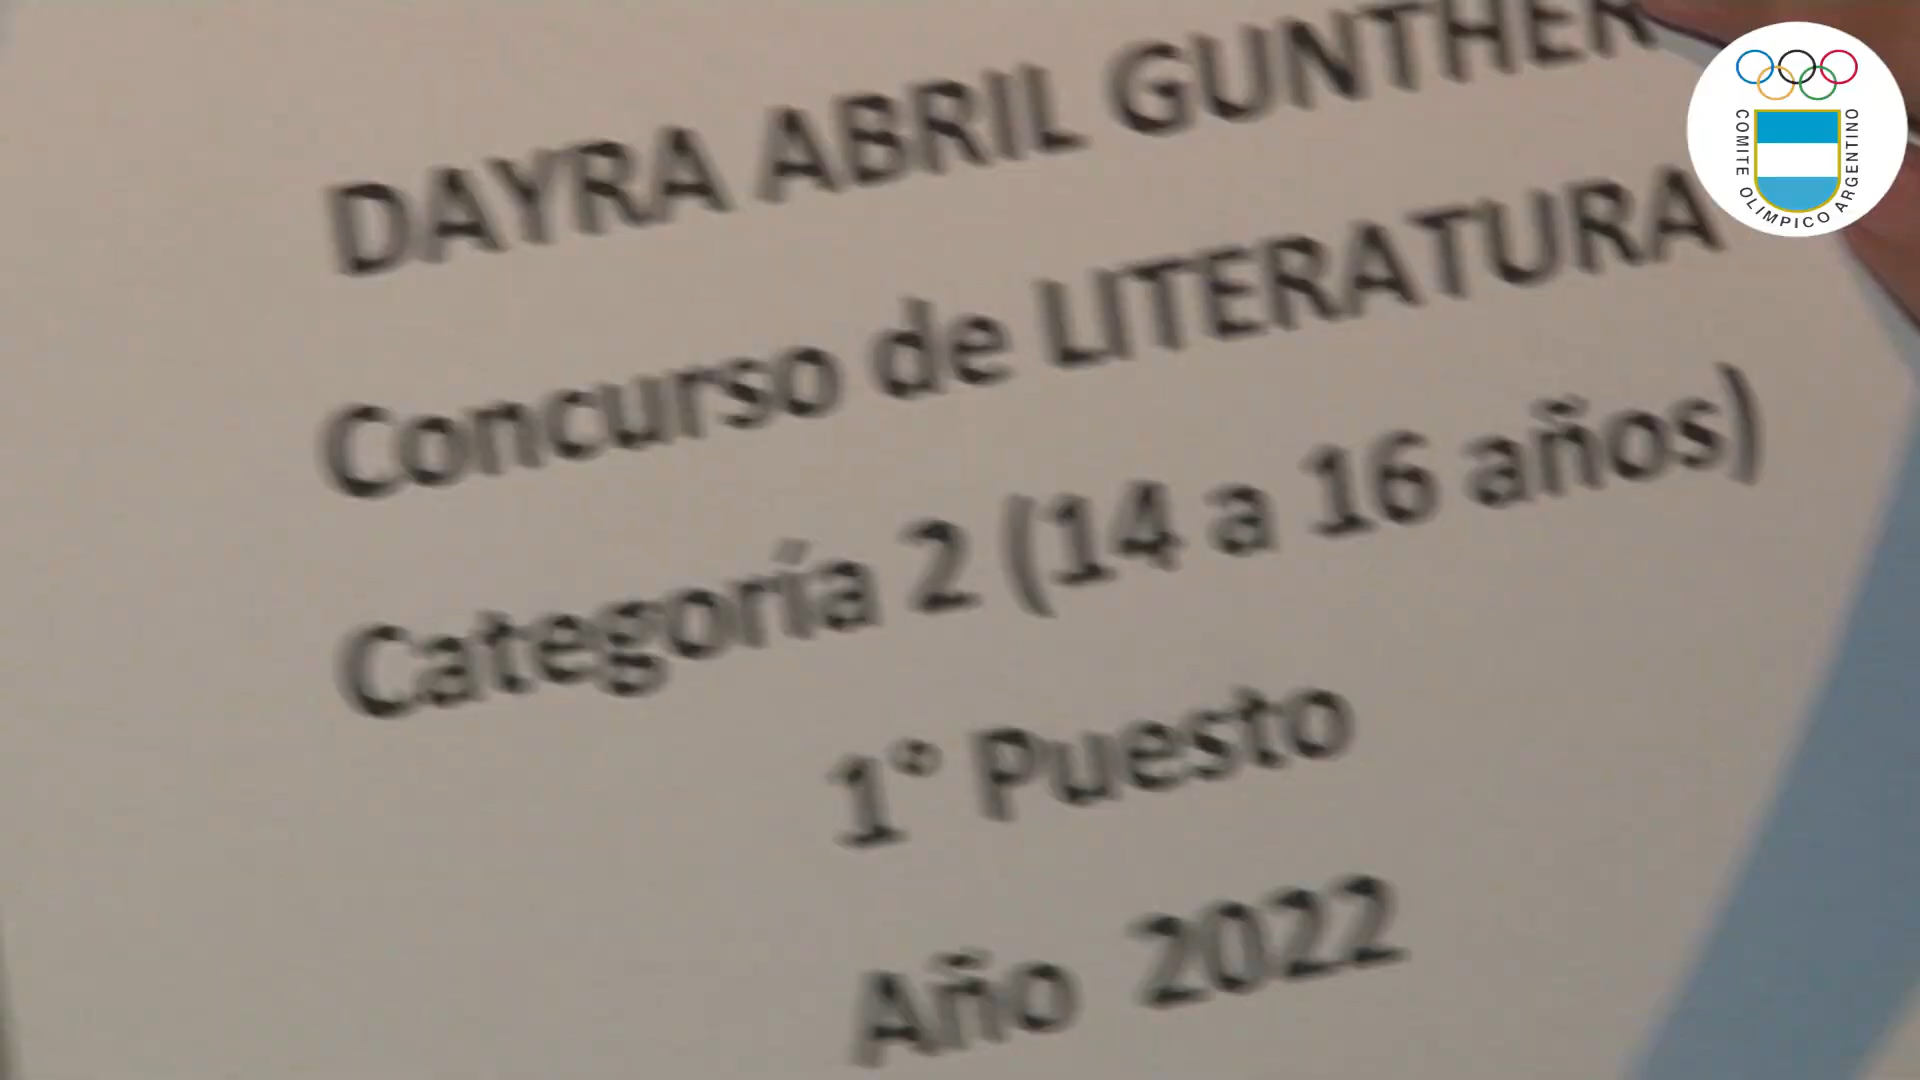 DAYRA ABRIL GUNTHER
Concurso de LITERATURA
Categoría 2 (14 a 16 años)
1° Puesto
Año 2022
COMITE OLIMPICO ARGENTINO